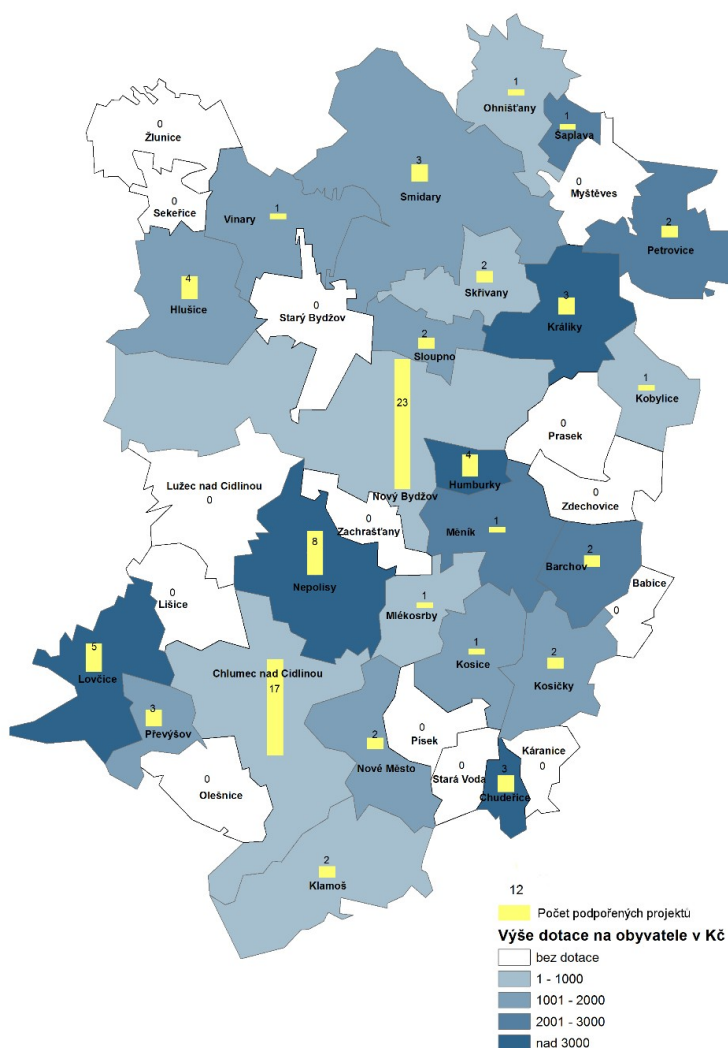 1
Ohnišťany
0
Žlunice
1
Šaplava
3
Smidary
0
Myštěves
0
Sekeřice
1
Vinary
2
Petrovice
2
Skřivany
4
Hlušice
0
Starý Bydžov
3
Králíky
2
Sloupno
1
Kobylice
23
Nový Bydžov
0
Prasek
4
Humburky
Lužec nad Cidlinou
0
0
Zdechovice
0
Zachrašťany
1
Měník
8
Nepolisy
2
Barchov
Babice
0
0
Lišice
1
Mlékosrby
5
Lovčice
1
Kosice
2
Kosičky
Chlumec nad Cidlinou
17
3
Převýšov
0
Písek
2
Nové Město
0
Stará Voda
Káranice
0
0
Olešnice
3
Chudeřice
2
Klamoš
12
Počet podpořených projektů
Výše dotace na obyvatele v Kč
bez dotace
1 - 1000
1001 - 2000
2001 - 3000
nad 3000